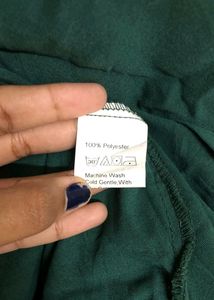 100% Polyester
Machine Wash
Cold Gentle, With